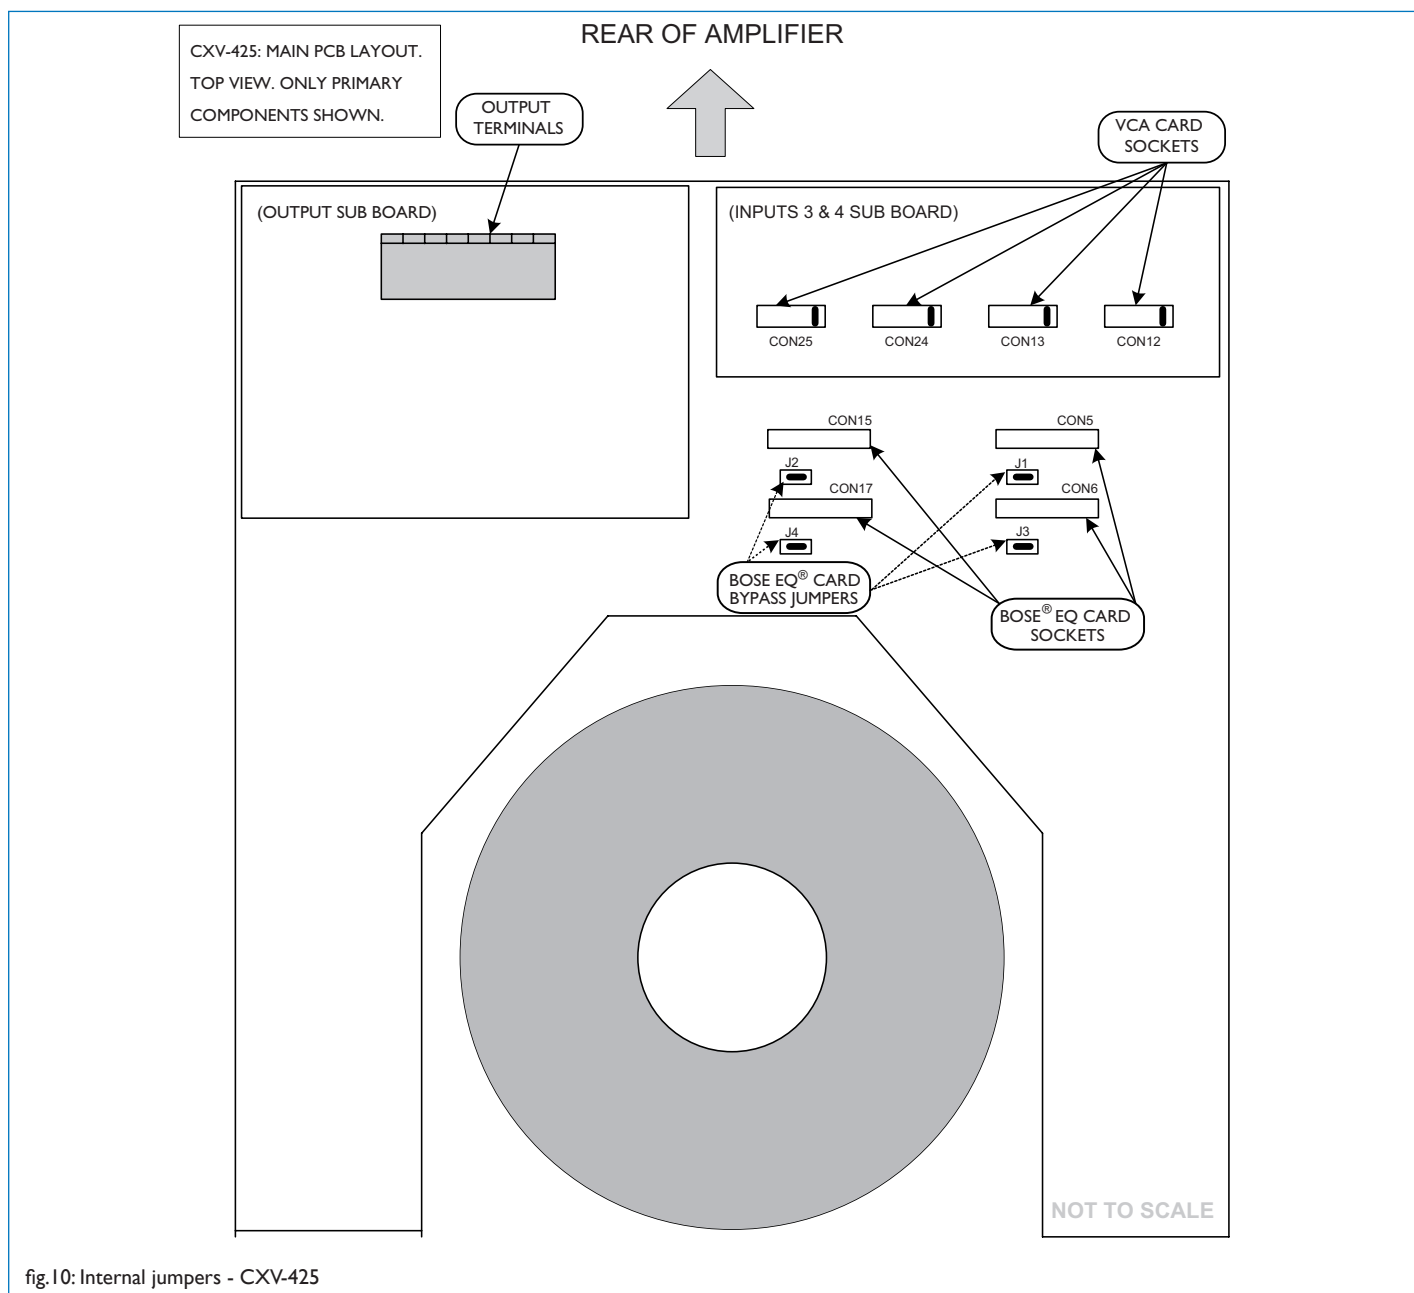 REAR OF AMPLIFIER
CXV-425: MAIN PCB LAYOUT.
TOP VIEW. ONLY PRIMARY
COMPONENTS SHOWN.
OUTPUT
TERMINALS
VCA CARD
SOCKETS
(OUTPUT SUB BOARD)
(INPUTS 3 & 4 SUB BOARD)
CON25
CON24
CON13
CON12
CON15
CON5
J2
J1
CON17
CON6
J4
J3
BOSE EQ® CARD
BYPASS JUMPERS
BOSE® EQ CARD
SOCKETS
NOT TO SCALE
fig.10: Internal jumpers - CXV-425